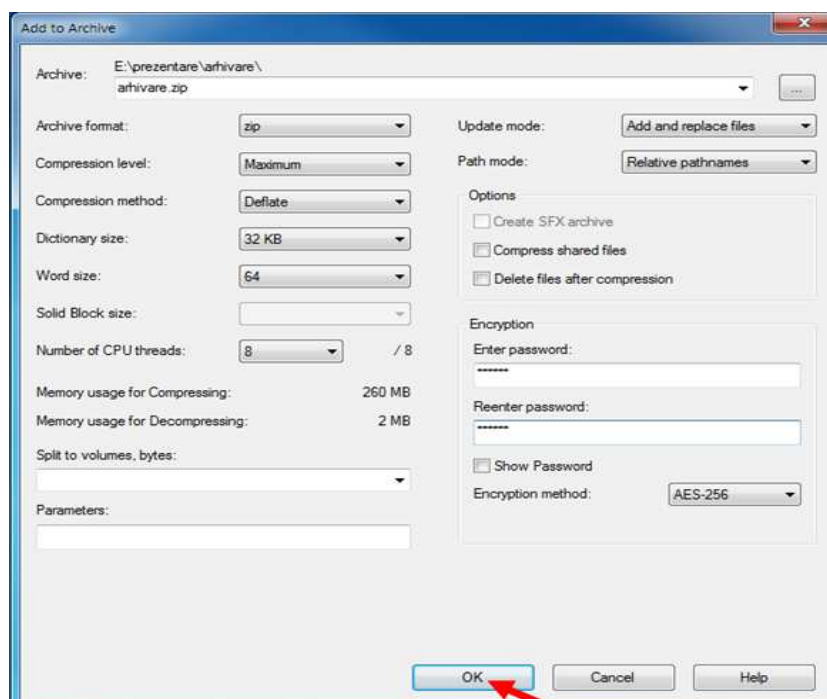 Add to Archive
Archive:
E:\prezentare\arhivare\
arhivare.zip
...
Archive format:
zip
Compression level:
Maximum
Compression method:
Deflate
Dictionary size:
32 KB
Word size:
64
Solid Block size:
Number of CPU threads:
8
/ 8
Memory usage for Compressing:
260 MB
Memory usage for Decompressing:
2 MB
Split to volumes, bytes:
Parameters:
Update mode:
Add and replace files
Path mode:
Relative pathnames
Options
Create SFX archive
Compress shared files
Delete files after compression
Encryption
Enter password:
••••••
Reenter password:
••••••
Show Password
Encryption method:
AES-256
OK
Cancel
Help